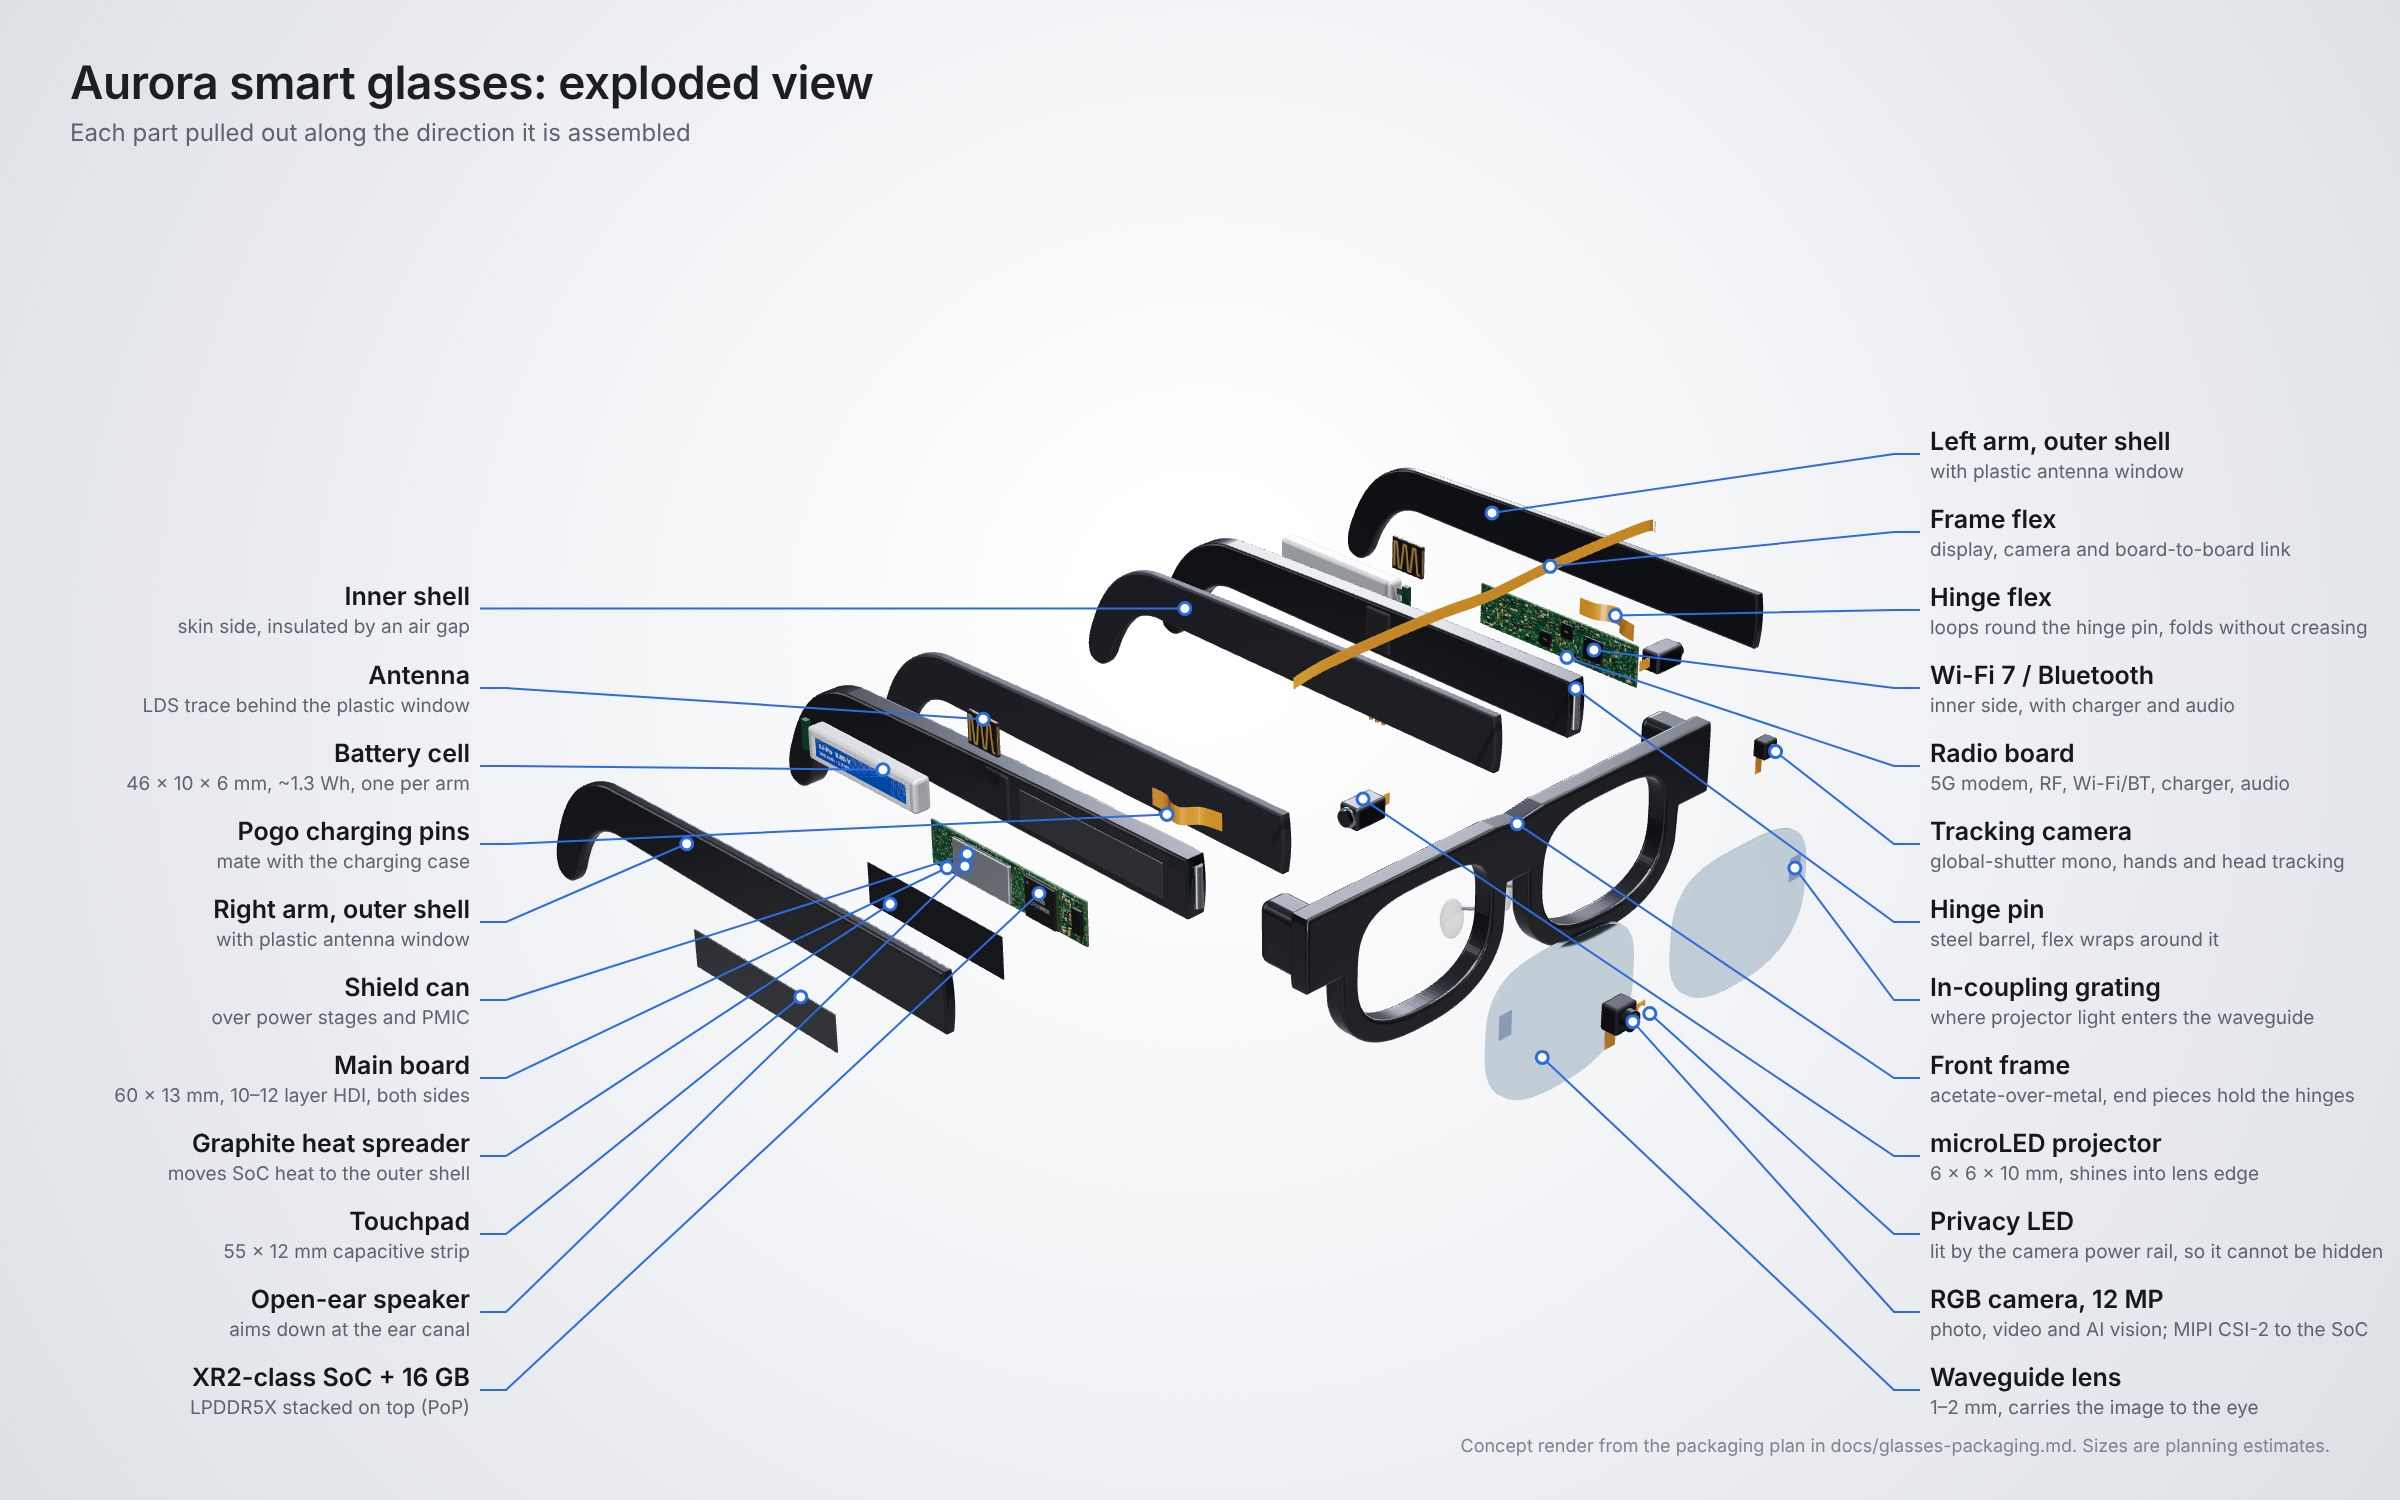 Aurora smart glasses: exploded view
Each part pulled out along the direction it is assembled
Inner shell
skin side, insulated by an air gap
Antenna
LDS trace behind the plastic window
Battery cell
46 × 10 × 6 mm, ~1.3 Wh, one per arm
Pogo charging pins
mate with the charging case
Right arm, outer shell
with plastic antenna window
Shield can
over power stages and PMIC
Main board
60 × 13 mm, 10–12 layer HDI, both sides
Graphite heat spreader
moves SoC heat to the outer shell
Touchpad
55 × 12 mm capacitive strip
Open-ear speaker
aims down at the ear canal
XR2-class SoC + 16 GB
LPDDR5X stacked on top (PoP)
Left arm, outer shell
with plastic antenna window
Frame flex
display, camera and board-to-board link
Hinge flex
loops round the hinge pin, folds without creasing
Wi-Fi 7 / Bluetooth
inner side, with charger and audio
Radio board
5G modem, RF, Wi-Fi/BT, charger, audio
Tracking camera
global-shutter mono, hands and head tracking
Hinge pin
steel barrel, flex wraps around it
In-coupling grating
where projector light enters the waveguide
Front frame
acetate-over-metal, end pieces hold the hinges
microLED projector
6 × 6 × 10 mm, shines into lens edge
Privacy LED
lit by the camera power rail, so it cannot be hidden
RGB camera, 12 MP
photo, video and AI vision; MIPI CSI-2 to the SoC
Waveguide lens
1–2 mm, carries the image to the eye
Concept render from the packaging plan in docs/glasses-packaging.md. Sizes are planning estimates.